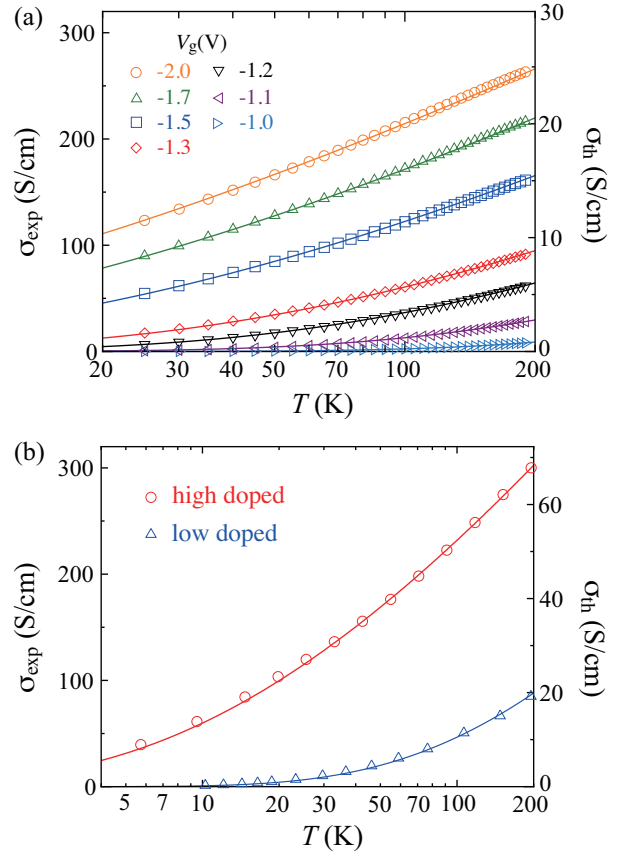 (a)
300
200
100
0
σexp (S/cm)
Vg(V)
-2.0 -1.2
-1.7 -1.1
-1.5 -1.0
-1.3
30
20
10
0
σth (S/cm)
20 30 40 50 60 70 80 100 200
T (K)
(b)
300
200
100
0
σexp (S/cm)
high doped
low doped
60
40
20
0
σth (S/cm)
5 7 10 20 30 50 70 100 200
T (K)